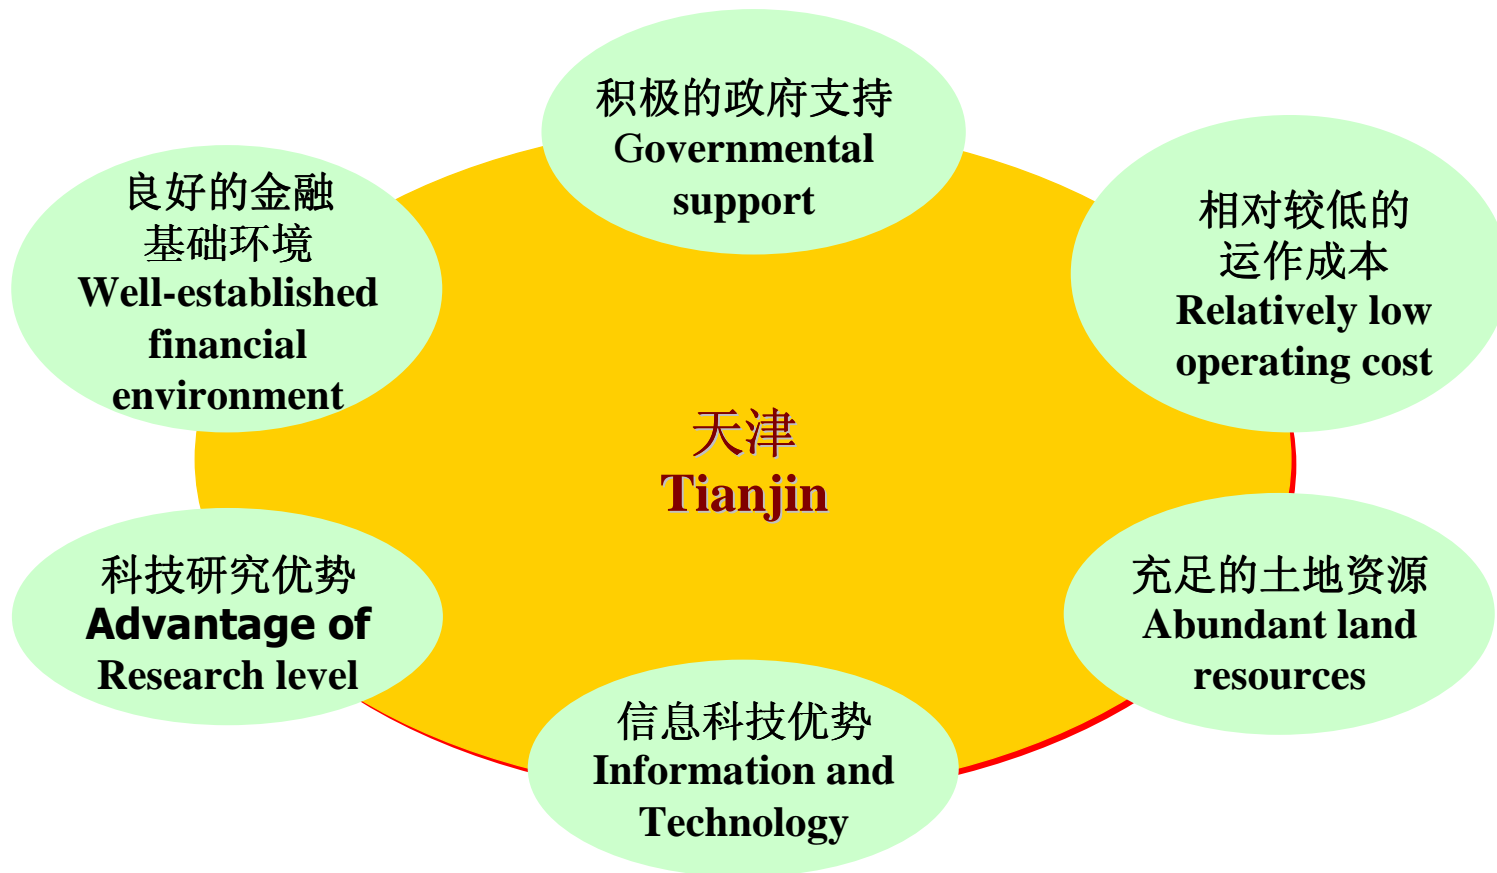 积极的政府支持
Governmental
support
良好的金融
基础环境
Well-established
financial
environment
相对较低的
运作成本
Relatively low
operating cost
天津
Tianjin
科技研究优势
Advantage of
Research level
充足的土地资源
Abundant land
resources
信息科技优势
Information and
Technology